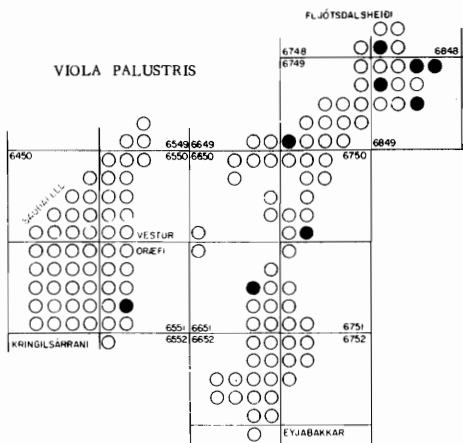 FLJÓTSDALSHEIÐI
6748 6848
6749
VIOLA PALUSTRIS
6549 6649 6849
6450 6550 6650 6750
SAUÐAFELL
VESTUR
ÖRÆFI
6551 6651 6751
KRINGILSÁRRANI 6552 6652 6752
EYJABAKKAR